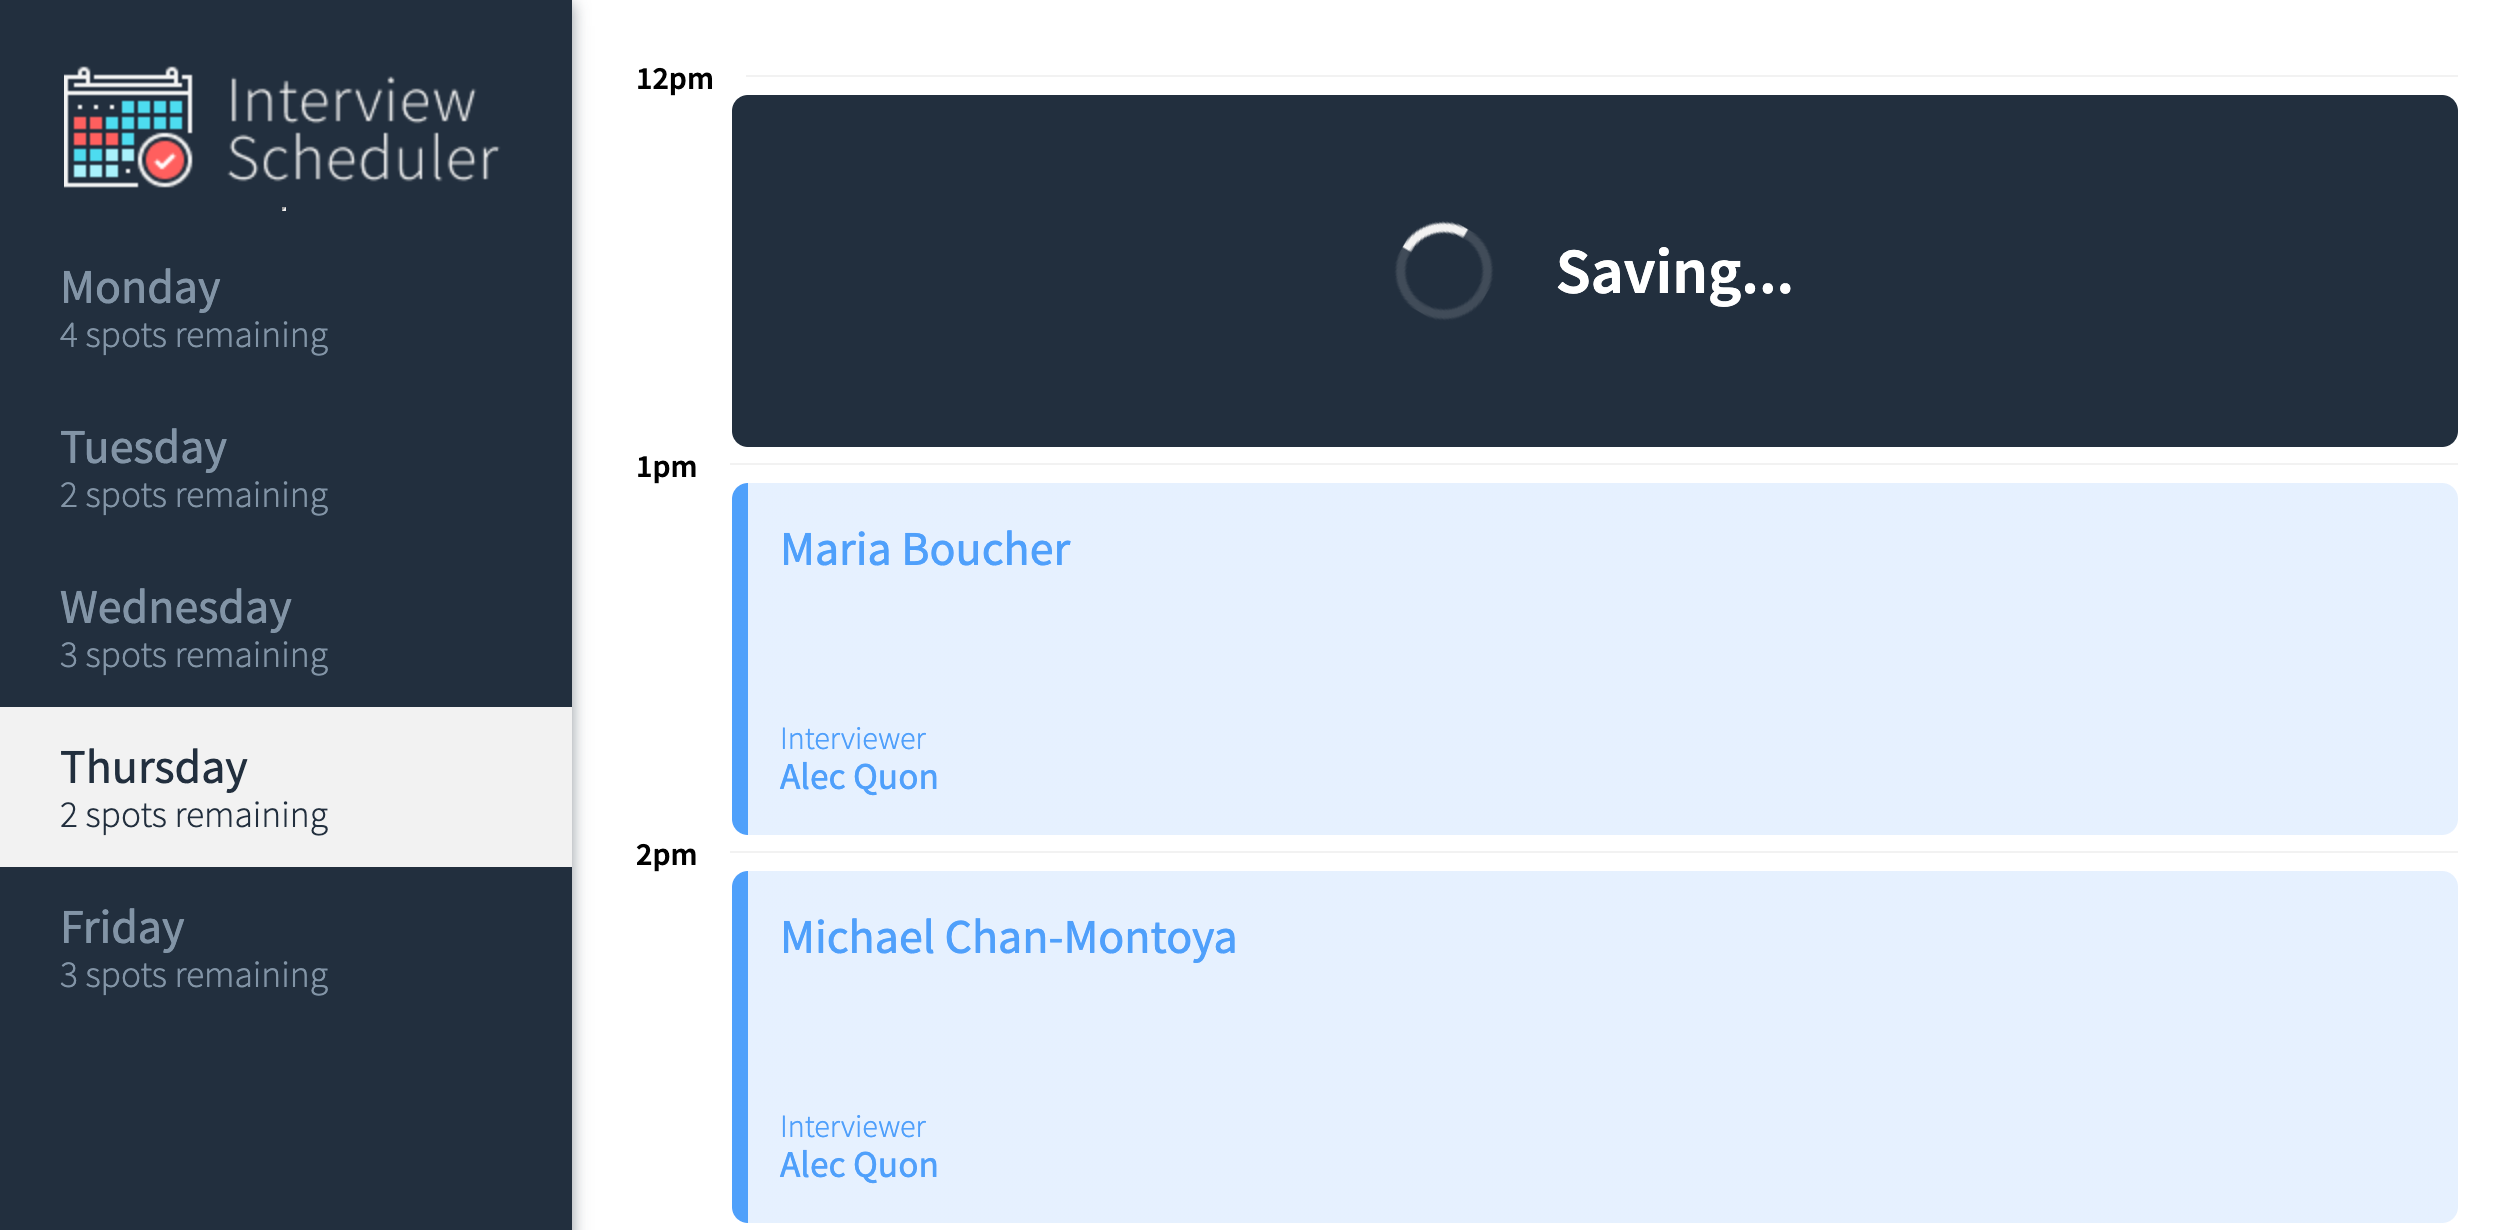 Interview
Scheduler
Monday
4 spots remaining
Tuesday
2 spots remaining
Wednesday
3 spots remaining
Thursday
2 spots remaining
Friday
3 spots remaining
12pm
Saving...
1pm
Maria Boucher
Interviewer
Alec Quon
2pm
Michael Chan-Montoya
Interviewer
Alec Quon